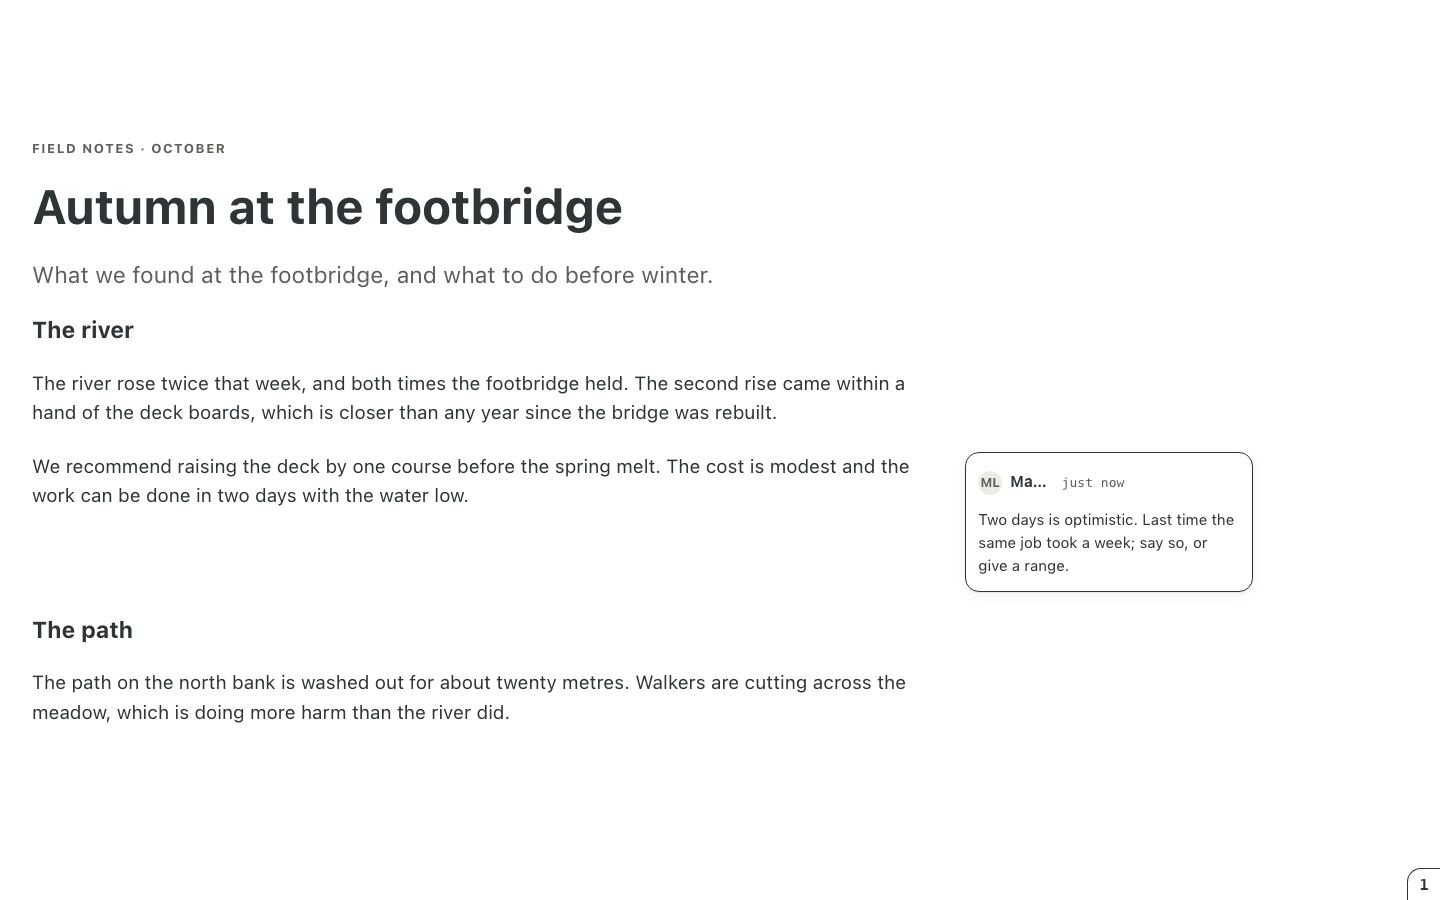 FIELD NOTES · OCTOBER
Autumn at the footbridge
What we found at the footbridge, and what to do before winter.
The river
The river rose twice that week, and both times the footbridge held. The second rise came within a
hand of the deck boards, which is closer than any year since the bridge was rebuilt.
We recommend raising the deck by one course before the spring melt. The cost is modest and the
work can be done in two days with the water low.
ML Ma... just now
Two days is optimistic. Last time the
same job took a week; say so, or
give a range.
The path
The path on the north bank is washed out for about twenty metres. Walkers are cutting across the
meadow, which is doing more harm than the river did.
1